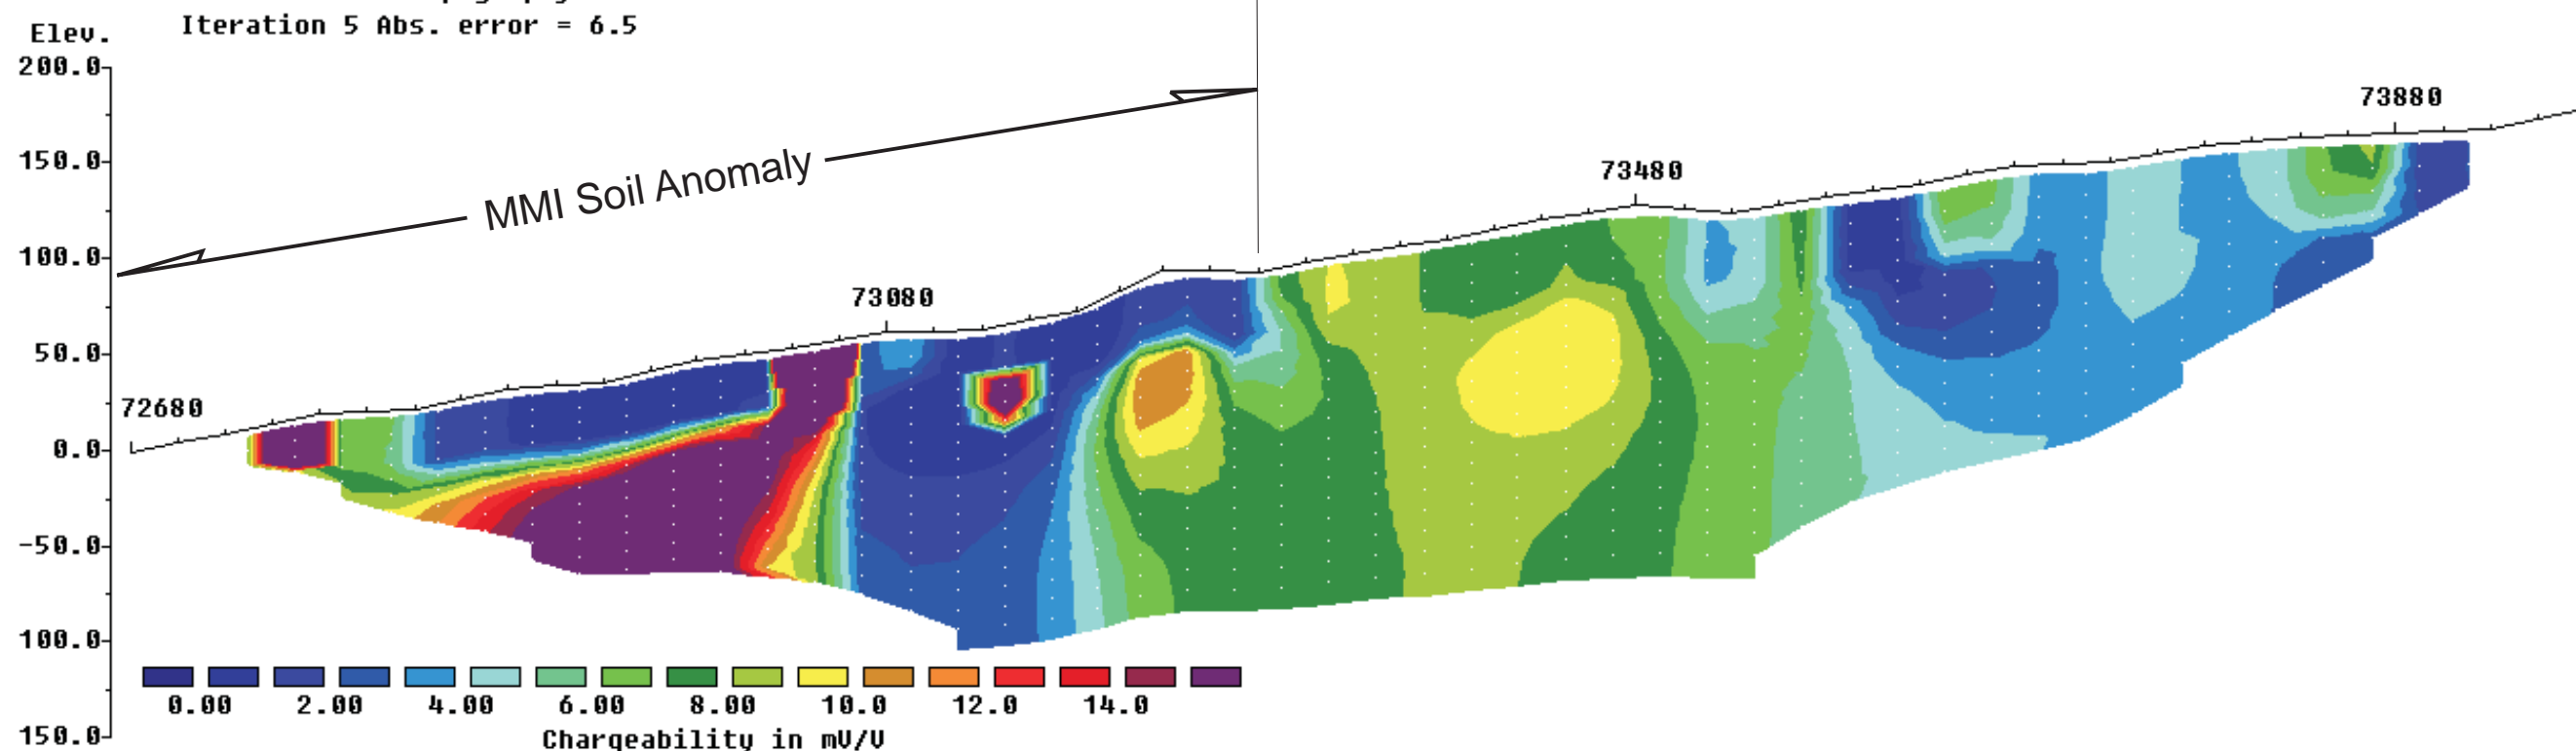 Iteration 5 Abs. error = 6.5
Elev.
200.0
150.0
100.0
50.0
0.0
-50.0
100.0
150.0
MMI Soil Anomaly
72680
73080
73480
73880
0.00 2.00 4.00 6.00 8.00 10.0 12.0 14.0
Chargeability in mV/V